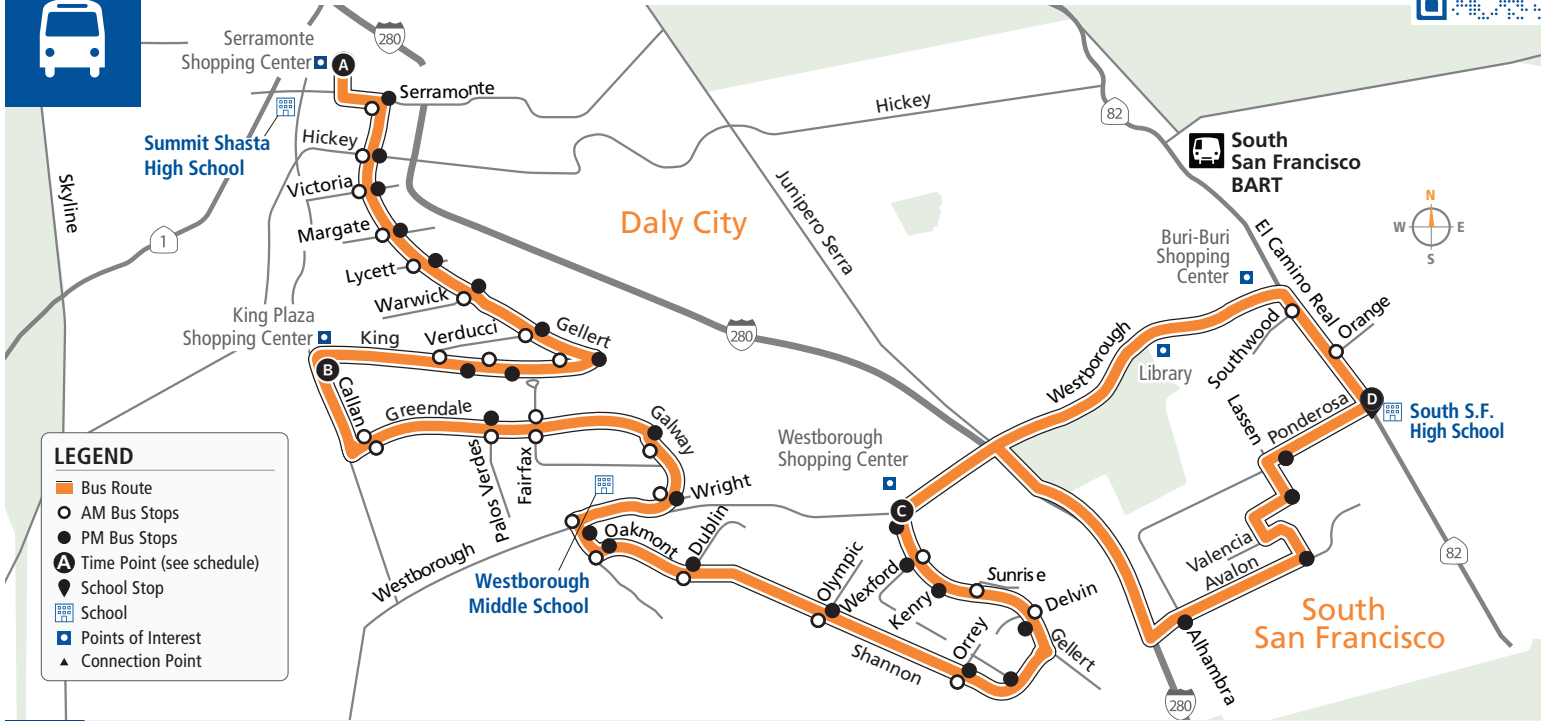 Serramonte
Shopping Center
A
280
Serramonte
Summit Shasta
High School
Hickey
Hickey
82
South
San Francisco
BART
Skyline
Victoria
Junipero Serra
Daly City
N
W
E
S
1
Margate
El Camino Real
Buri-Buri
Shopping
Center
Lycett
Warwick
King Plaza
Shopping Center
King
Verducci
Gellert
280
Westborough
Library
Southwood
Orange
B
Callan
Greendale
Galway
Lassen
Ponderosa
D
South S.F.
High School
Westborough
Shopping Center
Palos Verdes
Fairfax
Wright
C
LEGEND
Bus Route
AM Bus Stops
PM Bus Stops
A Time Point (see schedule)
School Stop
School
Points of Interest
Connection Point
Oakmont
Dublin
Westborough
Westborough
Middle School
Olympic
Wexford
Kenry
Sunrise
Delvin
Orrey
Gellert
Shannon
Valencia
Avalon
82
South
San Francisco
Alhambra
280